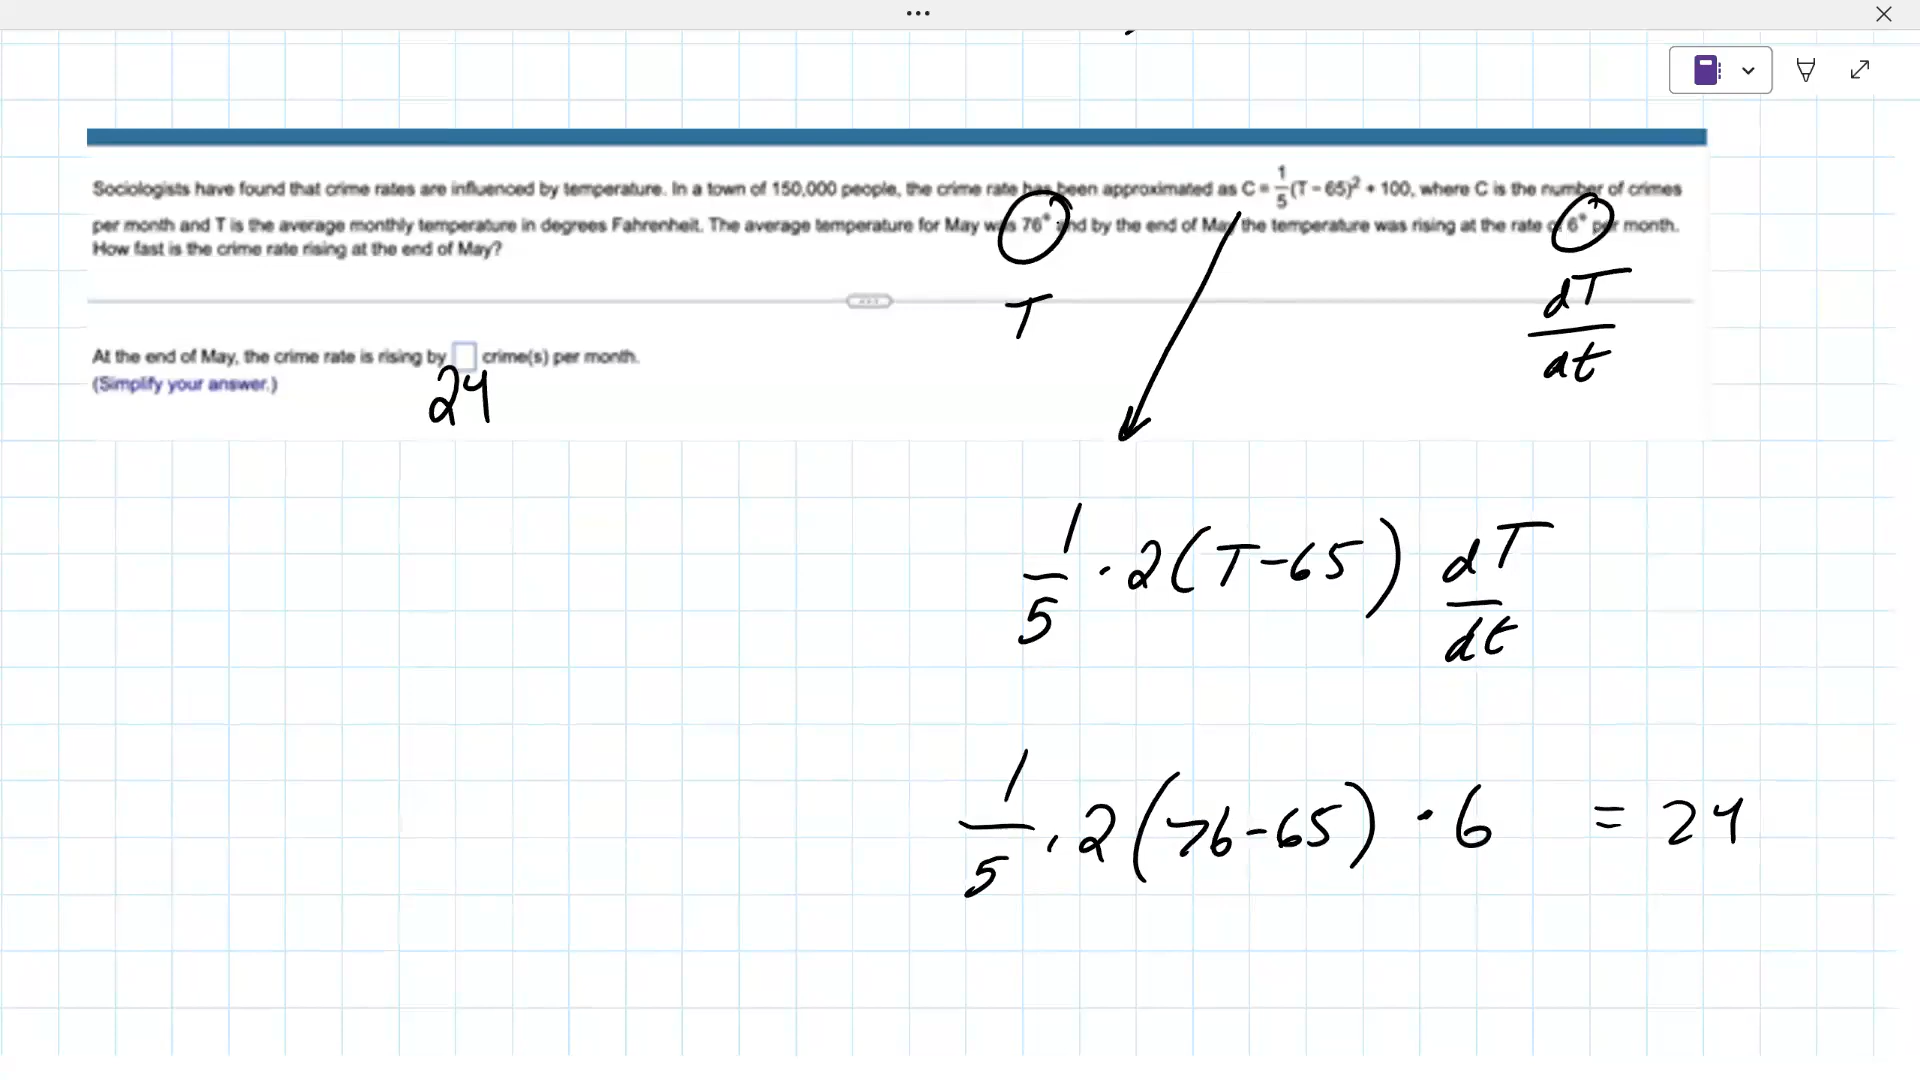 Sociologists have found that crime rates are influenced by temperature. In a town of 150,000 people, the crime rate has been approximated as C = 1/5 (T − 65)² + 100, where C is the number of crimes
per month and T is the average monthly temperature in degrees Fahrenheit. The average temperature for May was 76° and by the end of May the temperature was rising at the rate of 6° per month.
How fast is the crime rate rising at the end of May?
T
dT/dt
At the end of May, the crime rate is rising by crime(s) per month.
(Simplify your answer.)
24
1/5 · 2(T-65) dT/dt
1/5 · 2(76-65) · 6 = 24